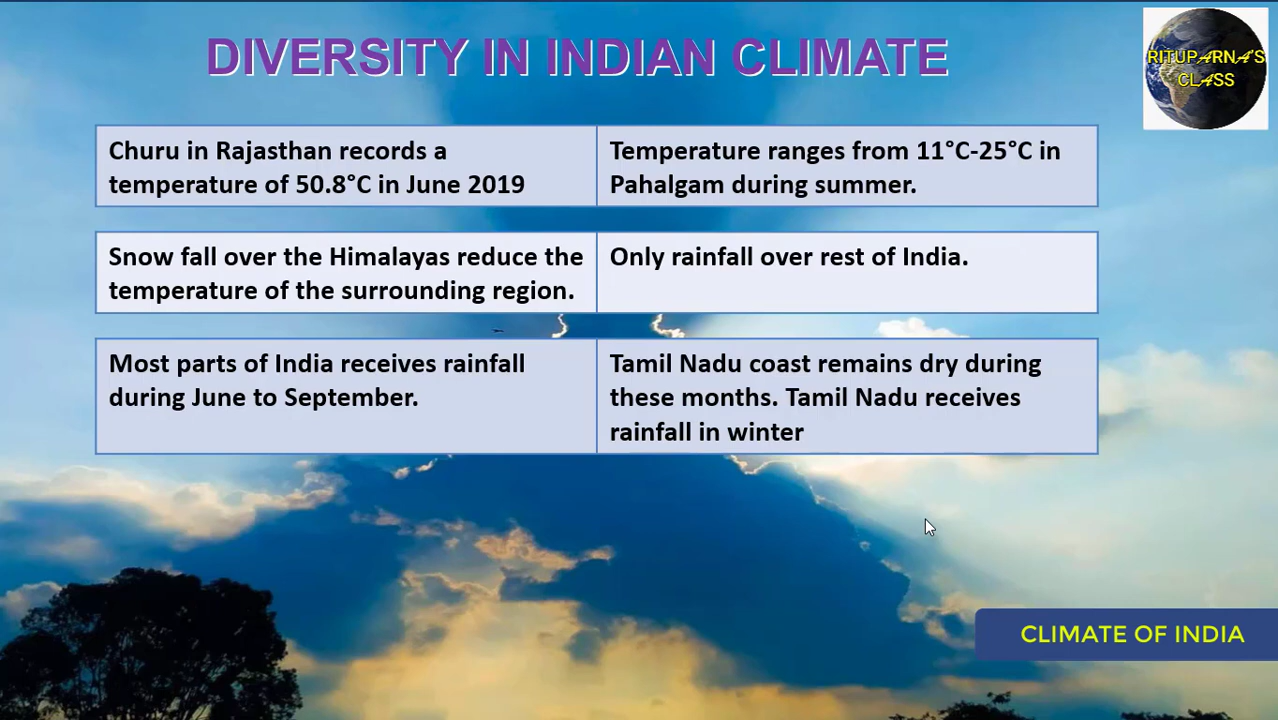 DIVERSITY IN INDIAN CLIMATE
RITUPARNA'S
CLASS
Churu in Rajasthan records a
temperature of 50.8°C in June 2019
Temperature ranges from 11°C-25°C in
Pahalgam during summer.
Snow fall over the Himalayas reduce the
temperature of the surrounding region.
Only rainfall over rest of India.
Most parts of India receives rainfall
during June to September.
Tamil Nadu coast remains dry during
these months. Tamil Nadu receives
rainfall in winter
CLIMATE OF INDIA